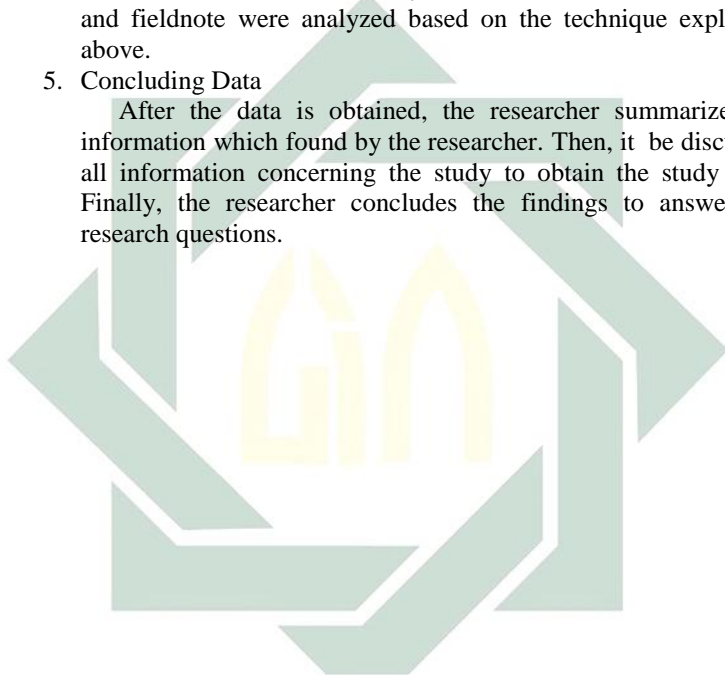 and fieldnote were analyzed based on the technique expl
above.
5. Concluding Data
After the data is obtained, the researcher summarize
information which found by the researcher. Then, it be disc
all information concerning the study to obtain the study
Finally, the researcher concludes the findings to answe
research questions.